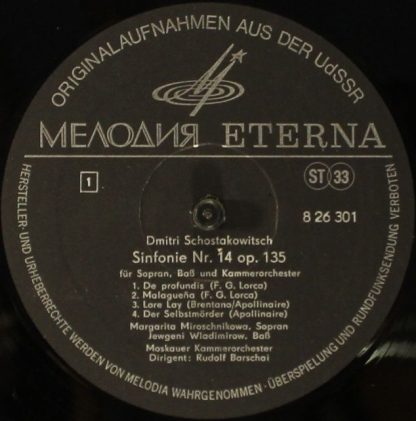 ORIGINALAUFNAHMEN AUS DER UdSSR
МЕЛОДИЯ ETERNA
1
ST 33
8 26 301
Dmitri Schostakowitsch
Sinfonie Nr. 14 op. 135
für Sopran, Baß und Kammerorchester
1. De profundis (F. G. Lorca)
2. Malagueña (F. G. Lorca)
3. Lore Lay (Brentano/Apollinaire)
4. Der Selbstmörder (Apollinaire)
Margarita Miroschnikowa, Sopran
Jewgeni Wladimirow, Baß
Moskauer Kammerorchester
Dirigent: Rudolf Barschai
HERSTELLER- UND URHEBERRECHTE WERDEN VON MELODIA WAHRGENOMMEN · ÜBERSPIELUNG UND RUNDFUNKSENDUNG VERBOTEN